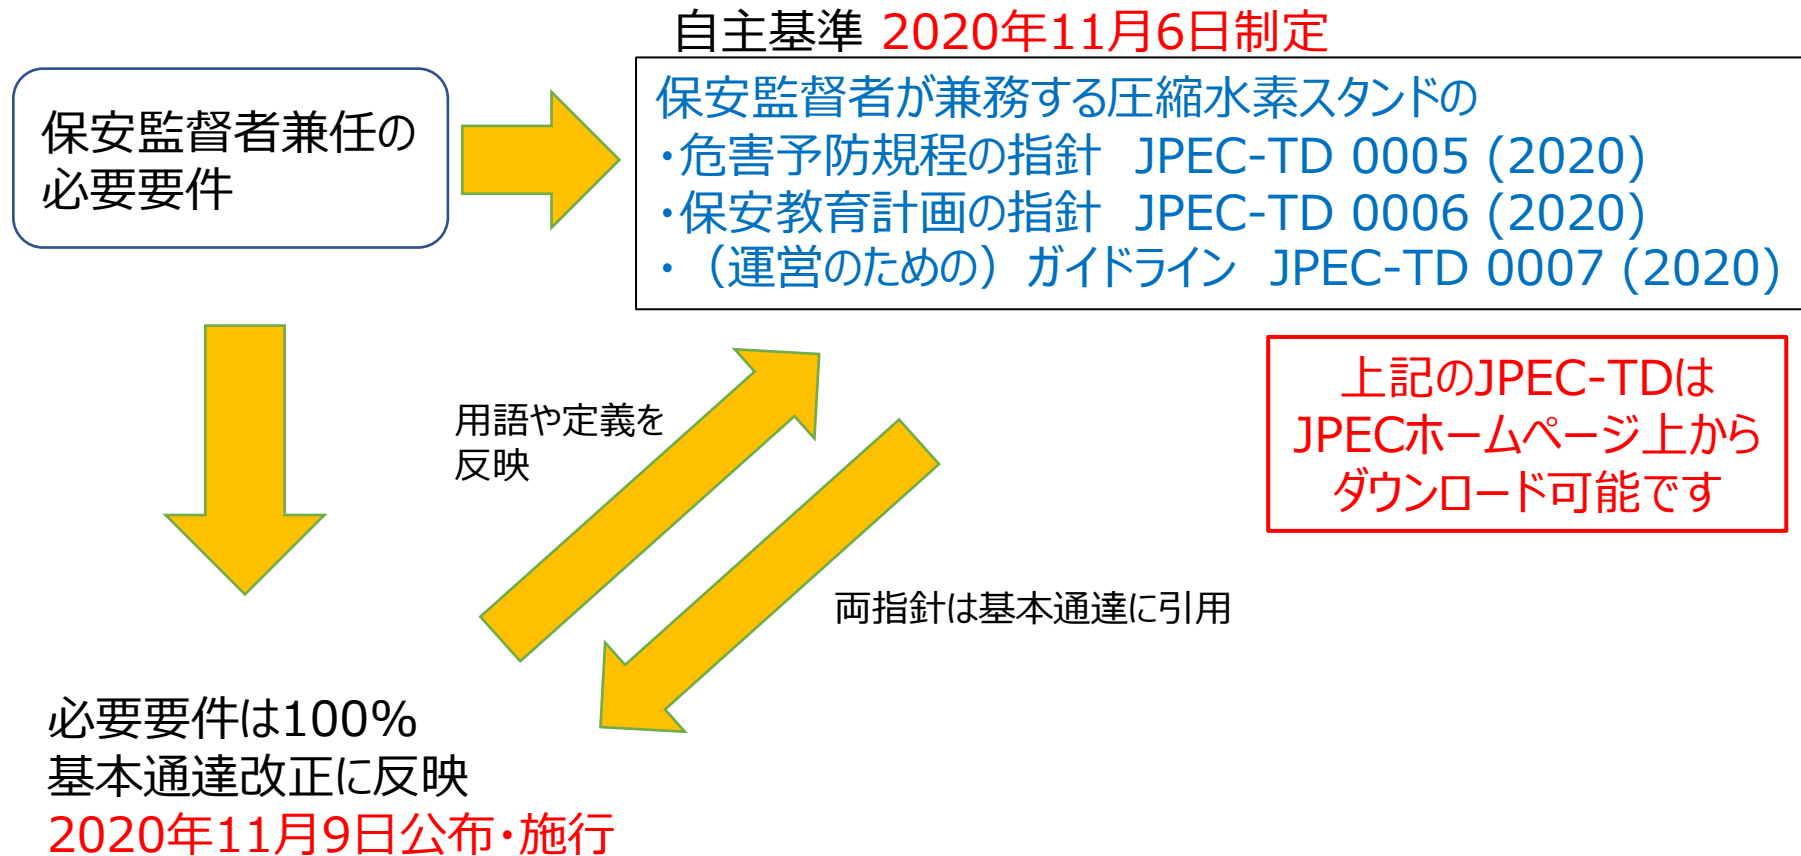 自主基準 2020年11月6日制定
保安監督者兼任の
必要要件
保安監督者が兼務する圧縮水素スタンドの
・危害予防規程の指針 JPEC-TD 0005 (2020)
・保安教育計画の指針 JPEC-TD 0006 (2020)
・（運営のための）ガイドライン JPEC-TD 0007 (2020)
上記のJPEC-TDは
JPECホームページ上から
ダウンロード可能です
用語や定義を
反映
両指針は基本通達に引用
必要要件は100%
基本通達改正に反映
2020年11月9日公布・施行